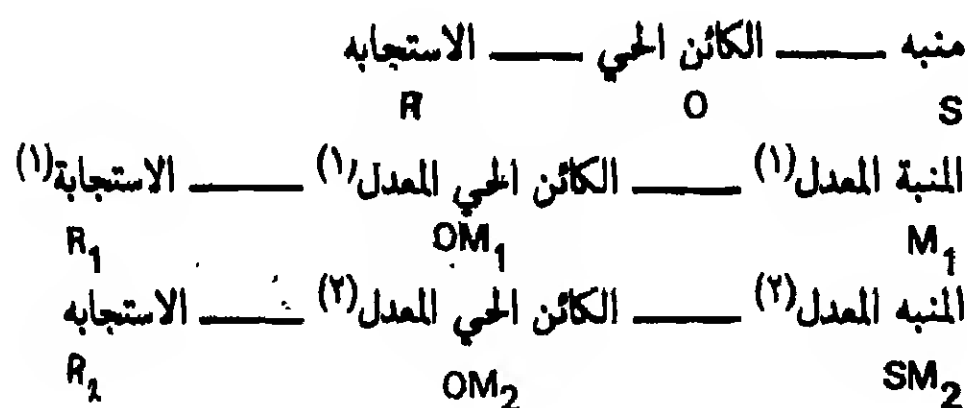 منبه ـــــ الكائن الحي ـــــ الاستجابه
S O R
المنبة المعدل(١) ـــــ الكائن الحي المعدل(١) ـــــ الاستجابة(١)
M₁ OM₁ R₁
المنبه المعدل(٢) ـــــ الكائن الحي المعدل(٢) ـــــ الاستجابه
SM₂ OM₂ R₂